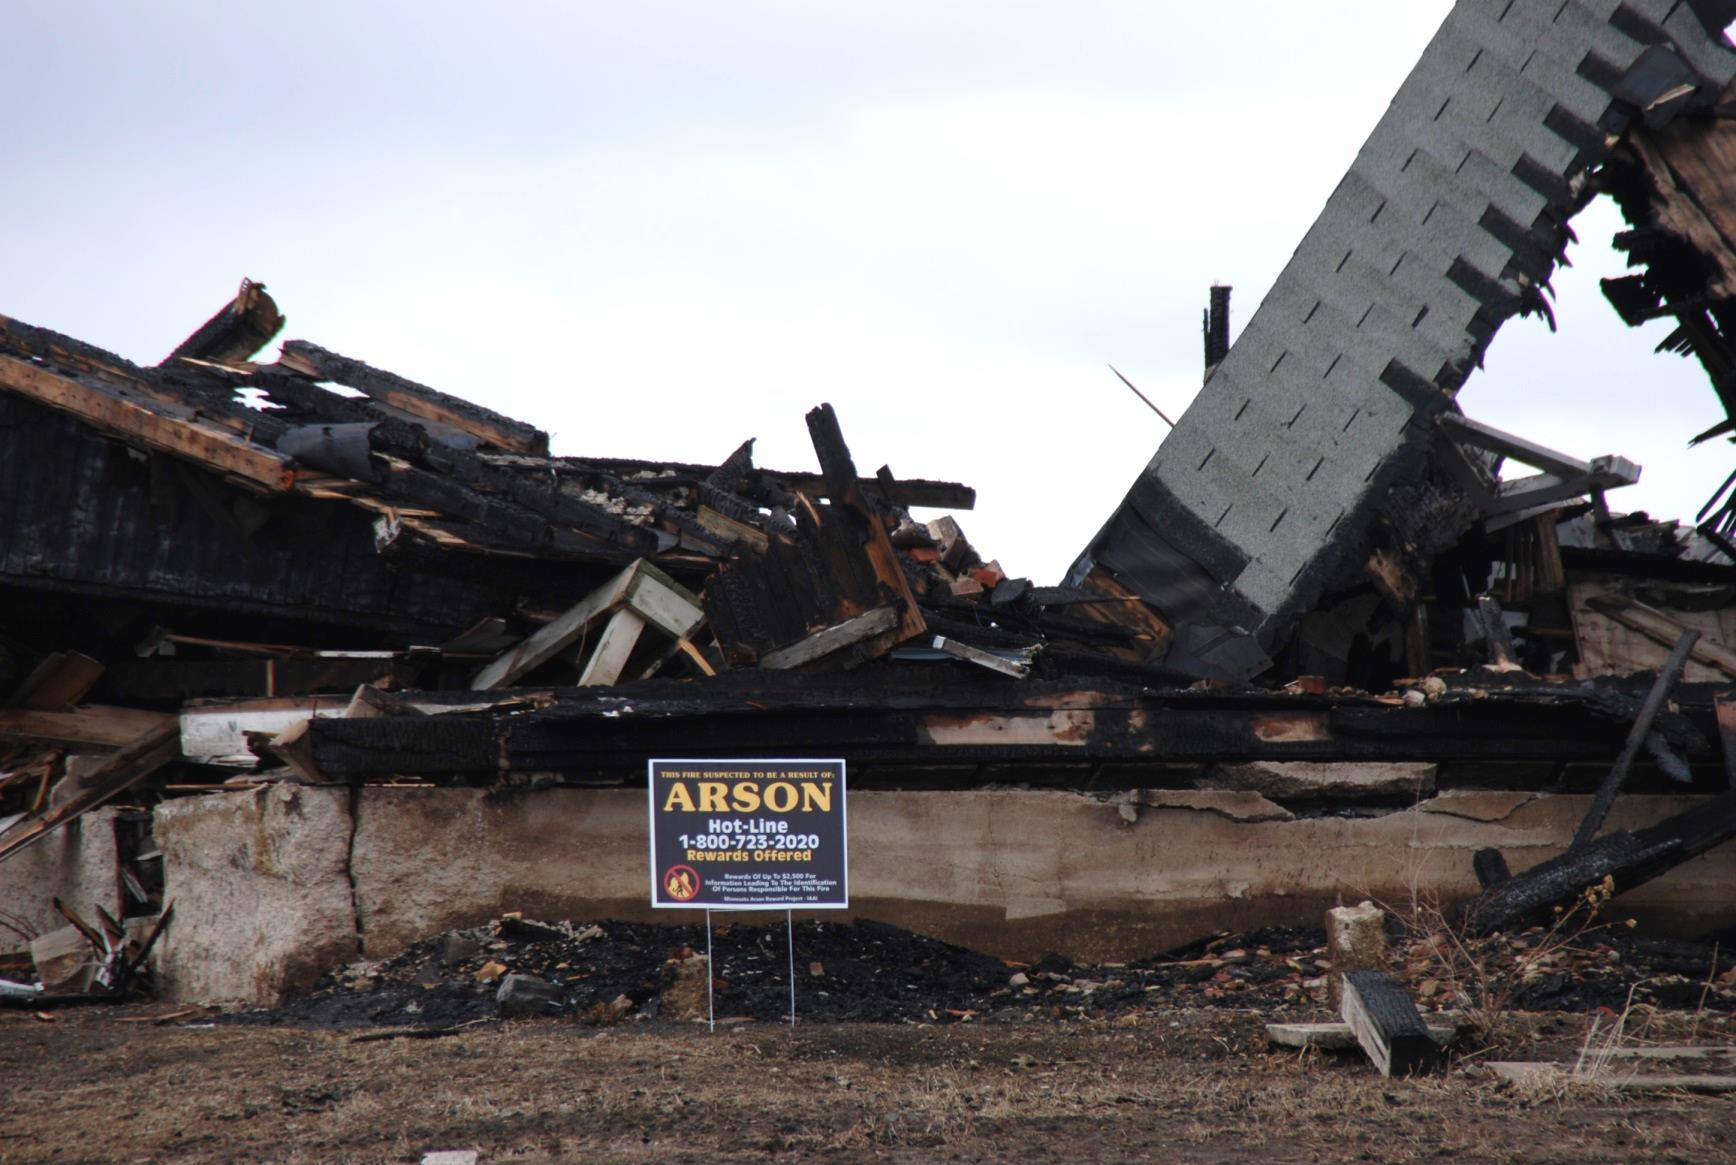 THIS FIRE SUSPECTED TO BE A RESULT OF:
ARSON
Hot-Line
1-800-723-2020
Rewards Offered
Rewards Of Up To $2,500 For
Information Leading To The Identification
Of Persons Responsible For This Fire
Minnesota Arson Reward Project - IAAI